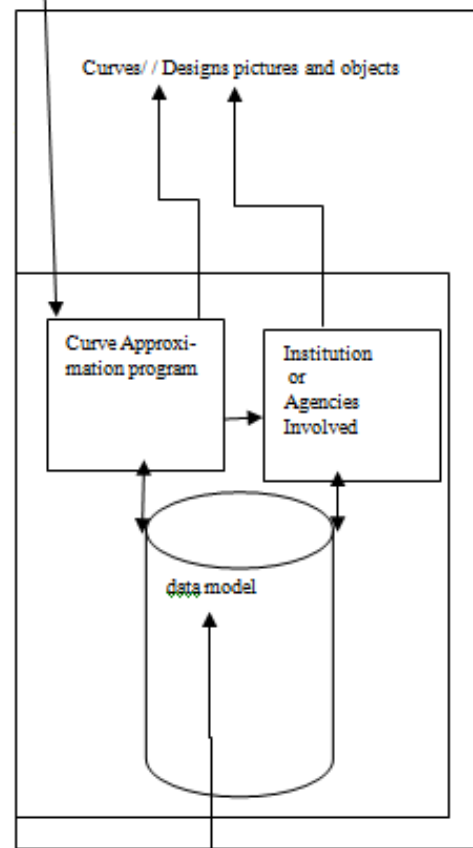 Curves/ / Designs pictures and objects
Curve Approxi-
mation program
Institution
or
Agencies
Involved
data model